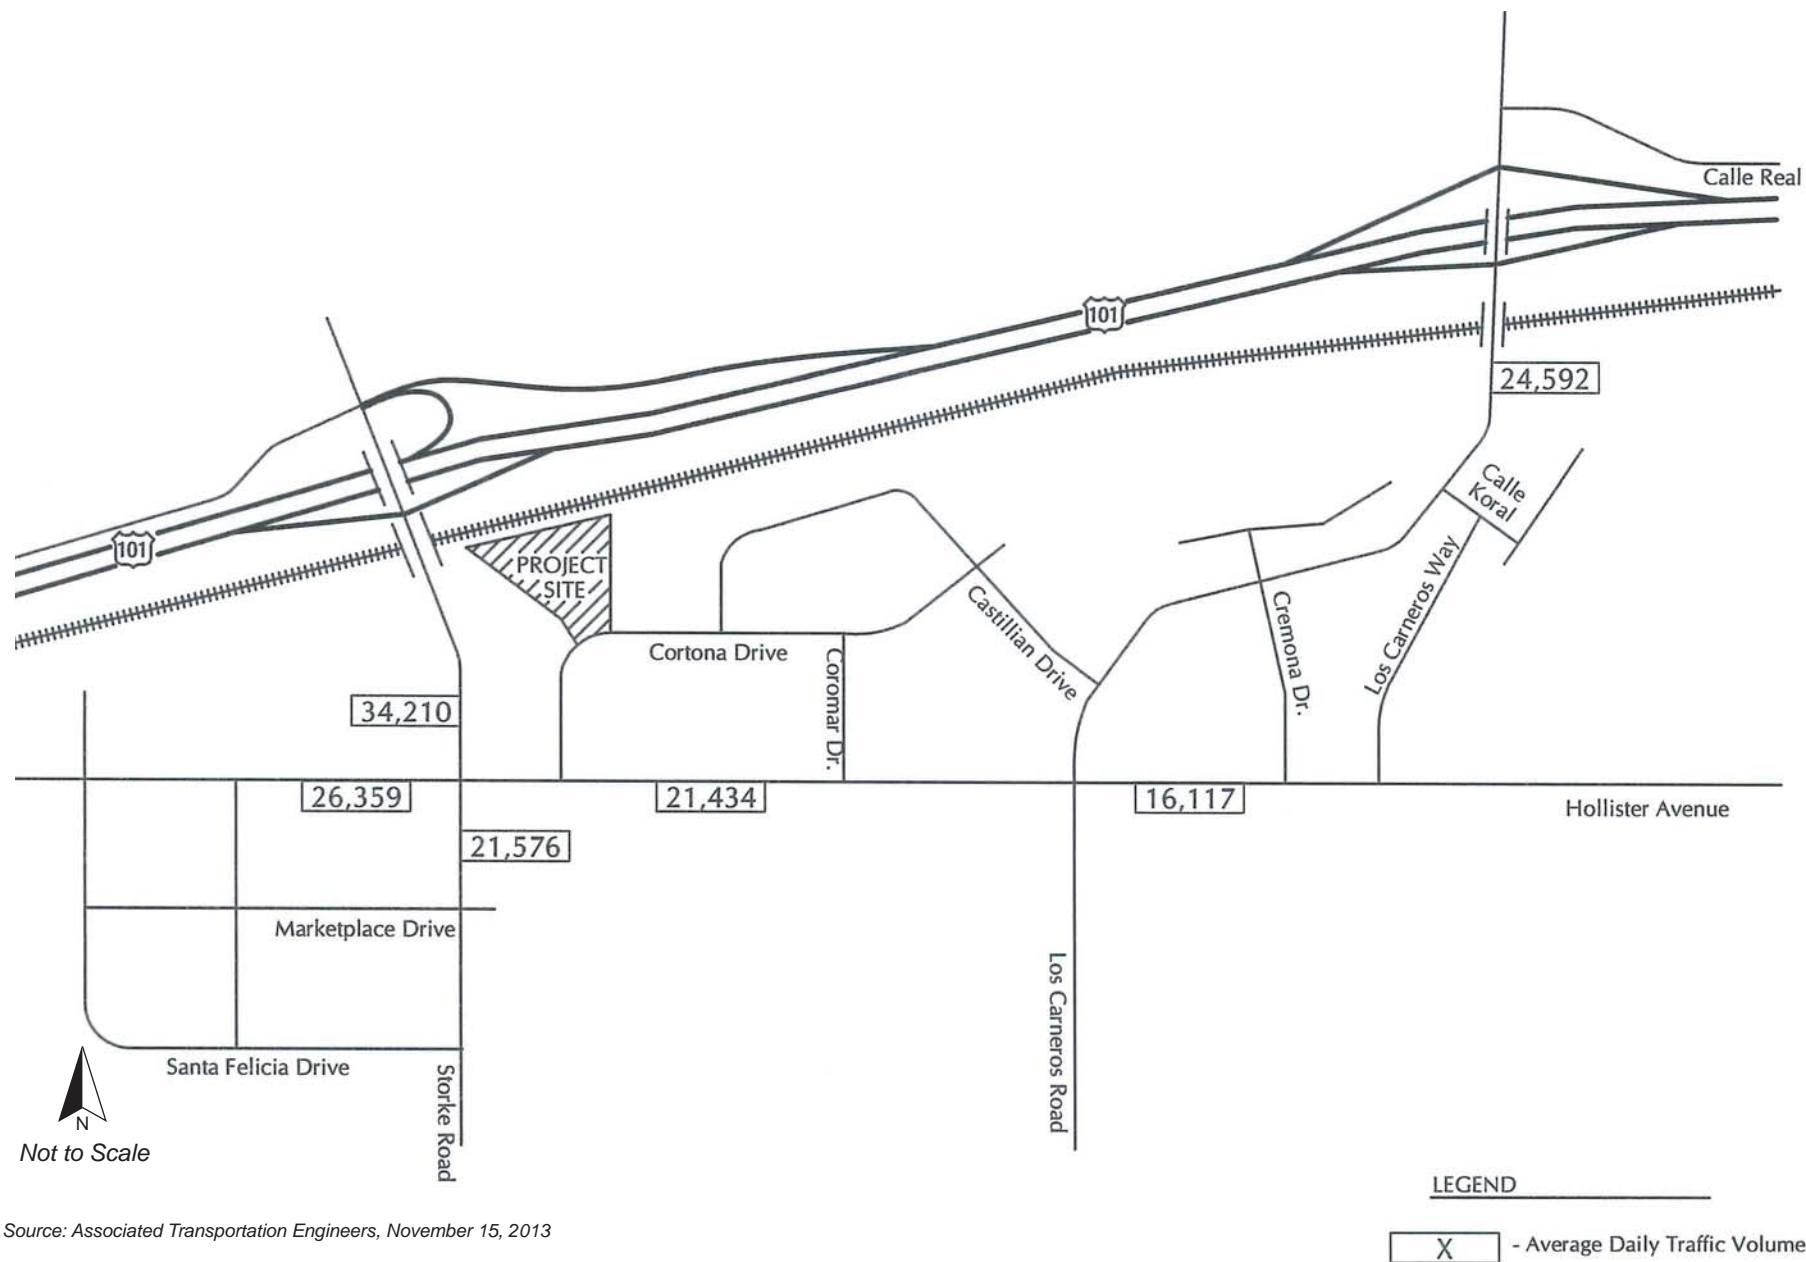 Calle Real
101
24,592
Calle
Koral
101
PROJECT
SITE
Castillian Drive
Cremona Dr.
Los Carneros Way
Cortona Drive
Coromar Dr.
34,210
26,359
21,434
16,117
Hollister Avenue
21,576
Marketplace Drive
Los Carneros Road
Santa Felicia Drive
Storke Road
N
Not to Scale
LEGEND
Source: Associated Transportation Engineers, November 15, 2013
X - Average Daily Traffic Volume